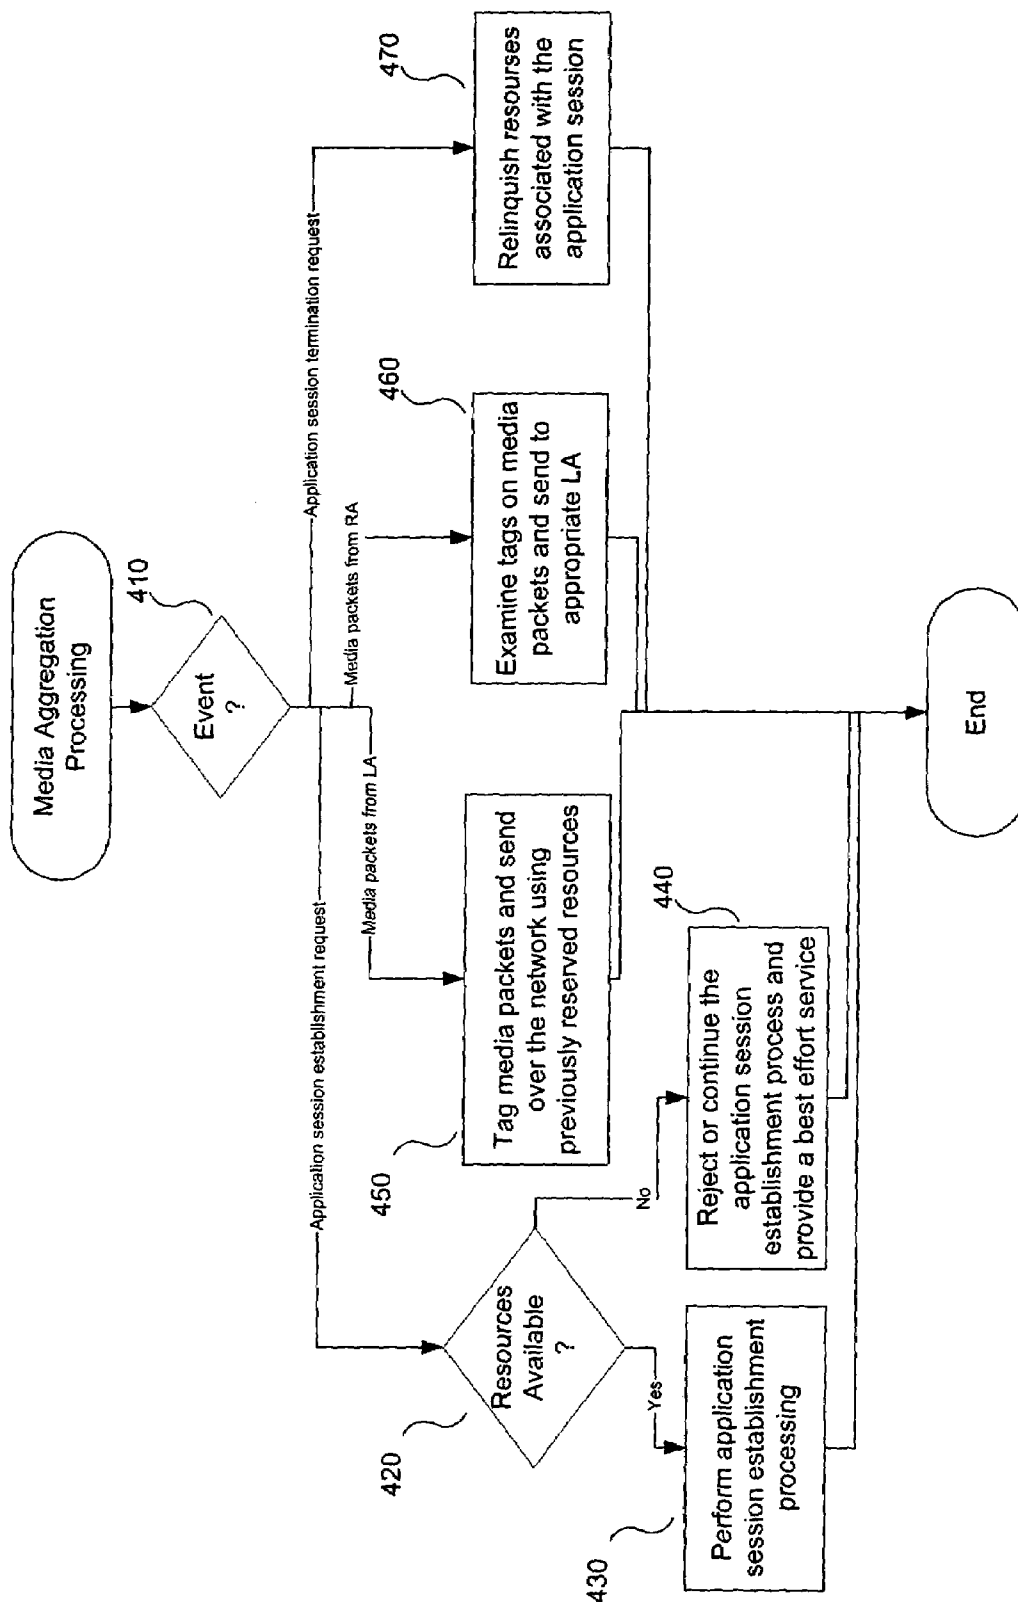 Media Aggregation
Processing
410
Event
?
Application session establishment request
Media packets from LA
Media packets from RA
Application session termination request
420
Resources
Available
?
Yes
No
430
Perform application
session establishment
processing
440
Reject or continue the
application session
establishment process and
provide a best effort service
450
Tag media packets and send
over the network using
previously reserved resources
460
Examine tags on media
packets and send to
appropriate LA
470
Relinquish resourses
associated with the
application session
End